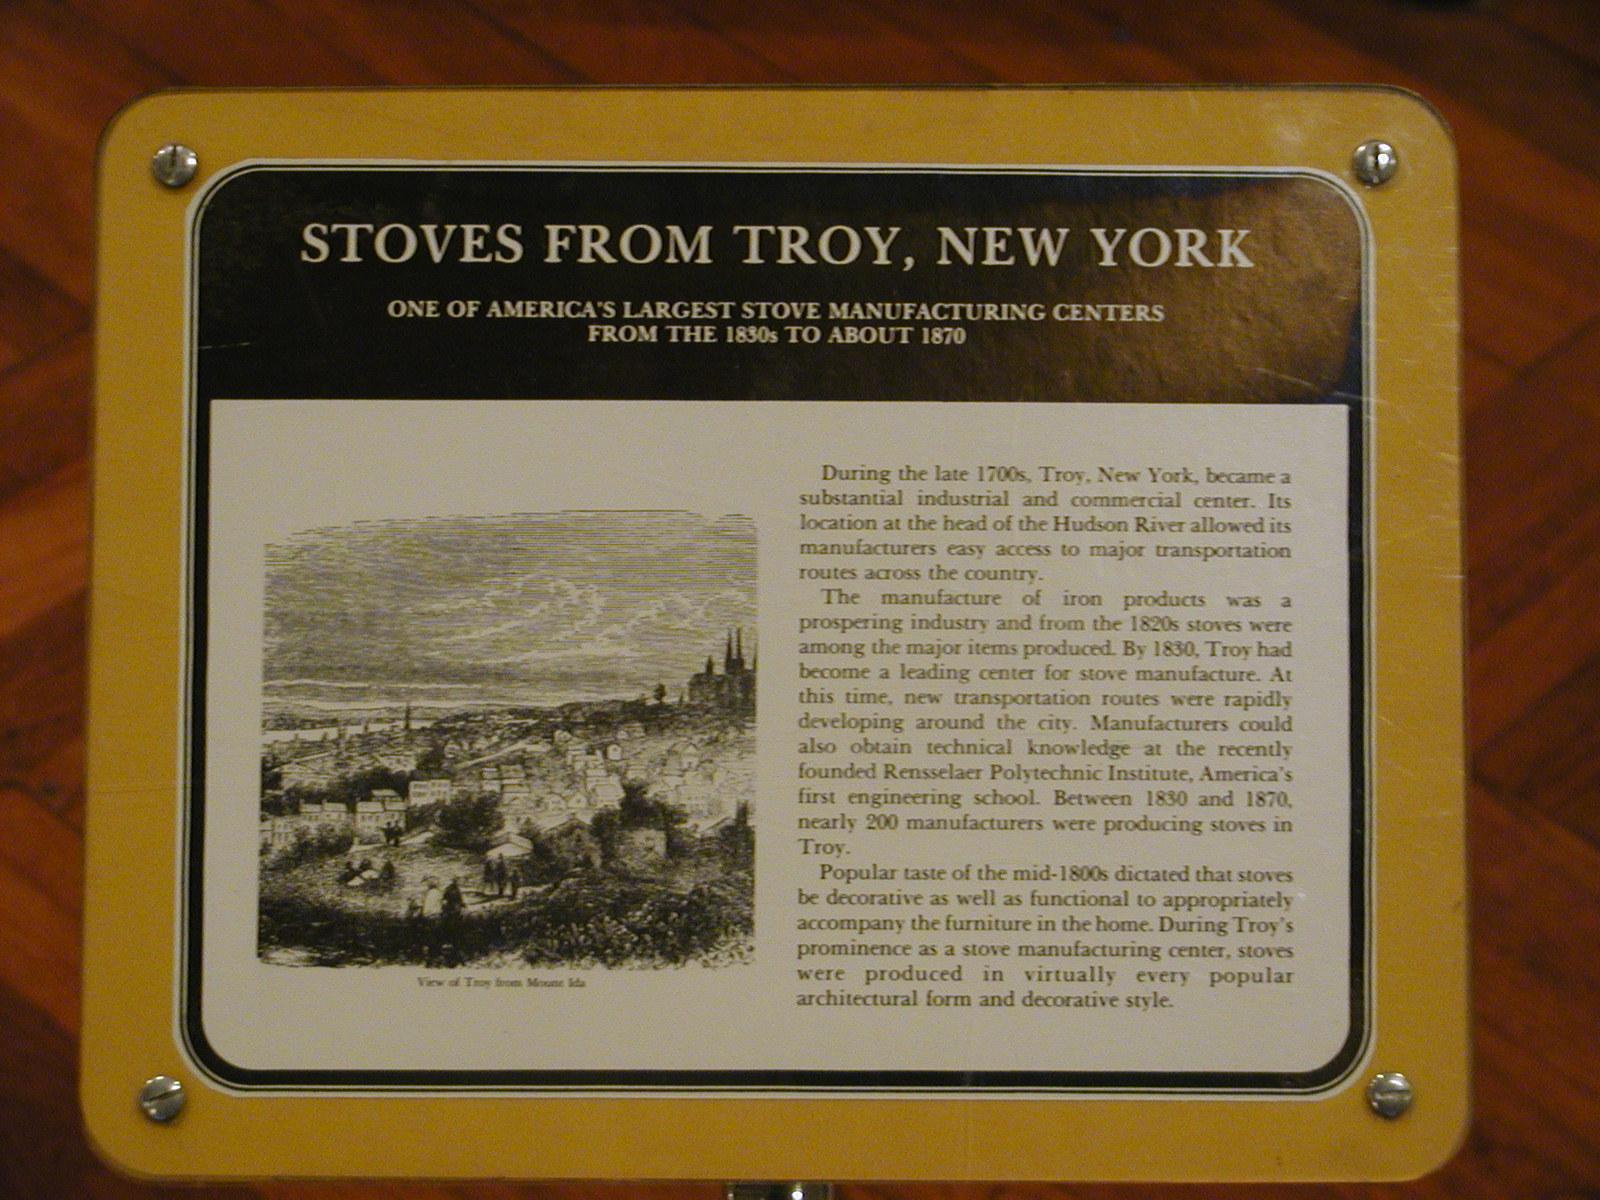 STOVES FROM TROY, NEW YORK
ONE OF AMERICA'S LARGEST STOVE MANUFACTURING CENTERS
FROM THE 1830s TO ABOUT 1870
View of Troy from Mount Ida
During the late 1700s, Troy, New York, became a
substantial industrial and commercial center. Its
location at the head of the Hudson River allowed its
manufacturers easy access to major transportation
routes across the country.
The manufacture of iron products was a
prospering industry and from the 1820s stoves were
among the major items produced. By 1830, Troy had
become a leading center for stove manufacture. At
this time, new transportation routes were rapidly
developing around the city. Manufacturers could
also obtain technical knowledge at the recently
founded Rensselaer Polytechnic Institute, America's
first engineering school. Between 1830 and 1870,
nearly 200 manufacturers were producing stoves in
Troy.
Popular taste of the mid-1800s dictated that stoves
be decorative as well as functional to appropriately
accompany the furniture in the home. During Troy's
prominence as a stove manufacturing center, stoves
were produced in virtually every popular
architectural form and decorative style.